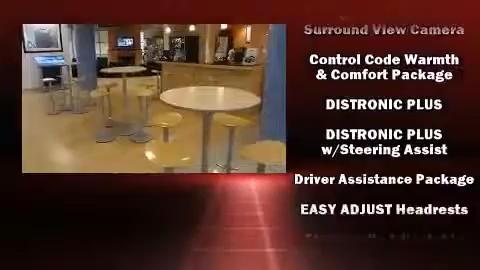 Surround View Camera
Control Code Warmth
& Comfort Package
DISTRONIC PLUS
DISTRONIC PLUS
w/Steering Assist
Driver Assistance Package
EASY ADJUST Headrests